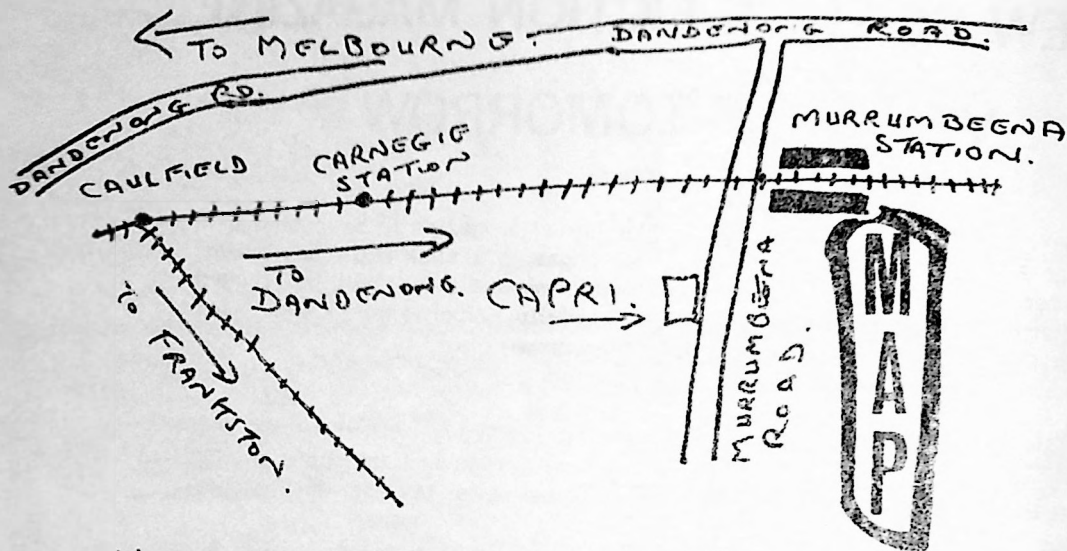 TO MELBOURNE.
DANDENONG ROAD.
DANDENONG RD.
MURRUMBEENA
STATION.
CAULFIELD
CARNEGIE
STATION
TO
DANDENONG.
CAPRI.
TO
FRANKSTON.
MURRUMBEENA
ROAD.
MAP